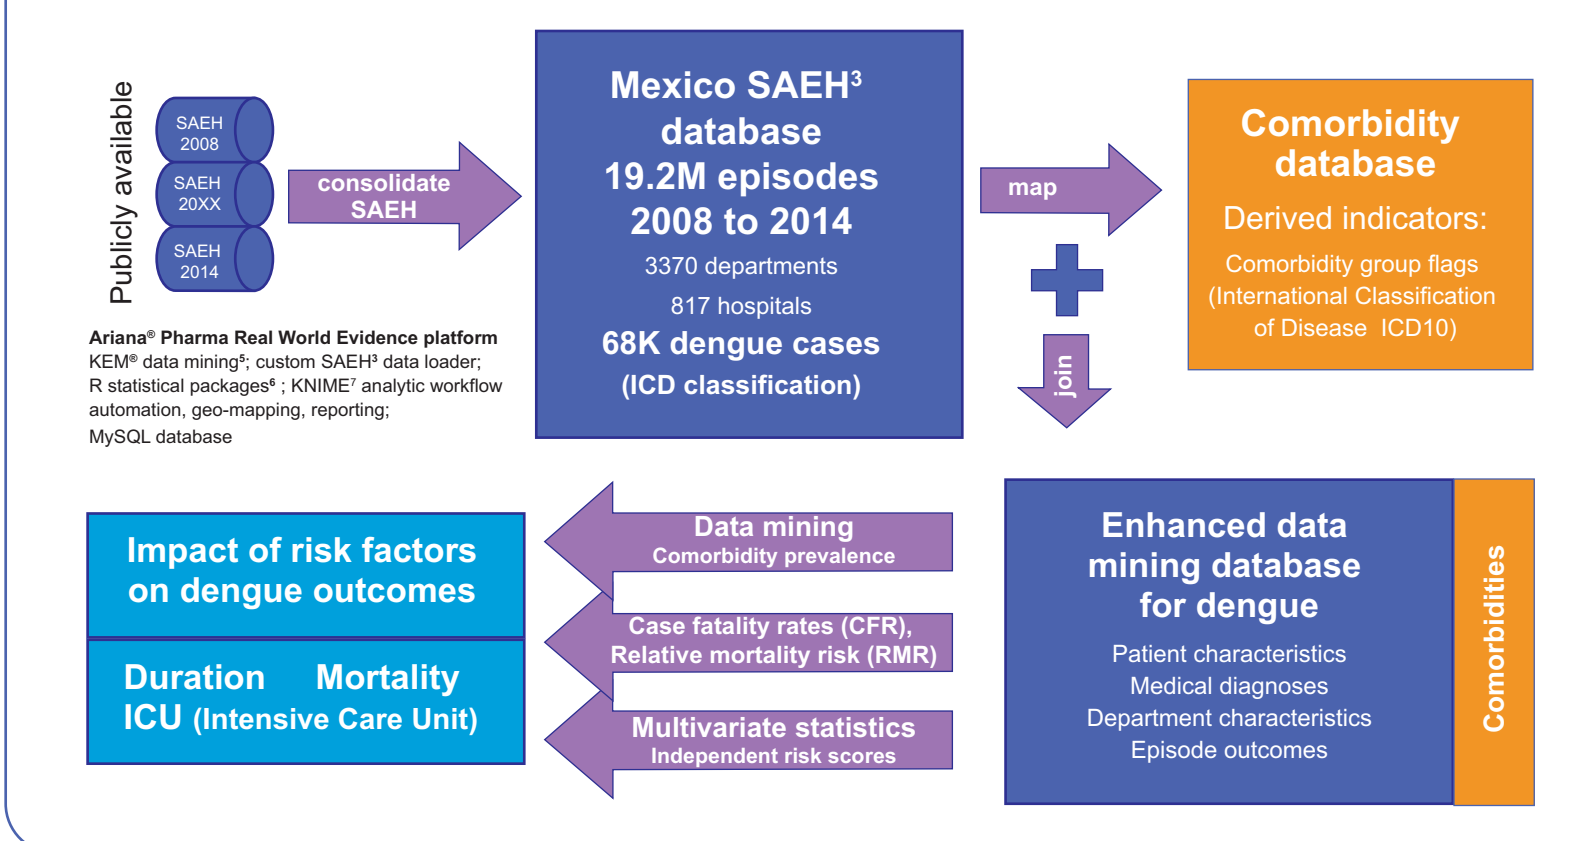 Publicly available
SAEH
2008
SAEH
20XX
SAEH
2014
consolidate
SAEH
Mexico SAEH³
database
19.2M episodes
2008 to 2014
3370 departments
817 hospitals
68K dengue cases
(ICD classification)
map
join
Comorbidity
database
Derived indicators:
Comorbidity group flags
(International Classification
of Disease ICD10)
Ariana® Pharma Real World Evidence platform
KEM® data mining⁵; custom SAEH³ data loader;
R statistical packages⁶ ; KNIME⁷ analytic workflow
automation, geo-mapping, reporting;
MySQL database
Enhanced data
mining database
for dengue
Patient characteristics
Medical diagnoses
Department characteristics
Episode outcomes
Comorbidities
Data mining
Comorbidity prevalence
Case fatality rates (CFR),
Relative mortality risk (RMR)
Multivariate statistics
Independent risk scores
Impact of risk factors
on dengue outcomes
Duration Mortality
ICU (Intensive Care Unit)